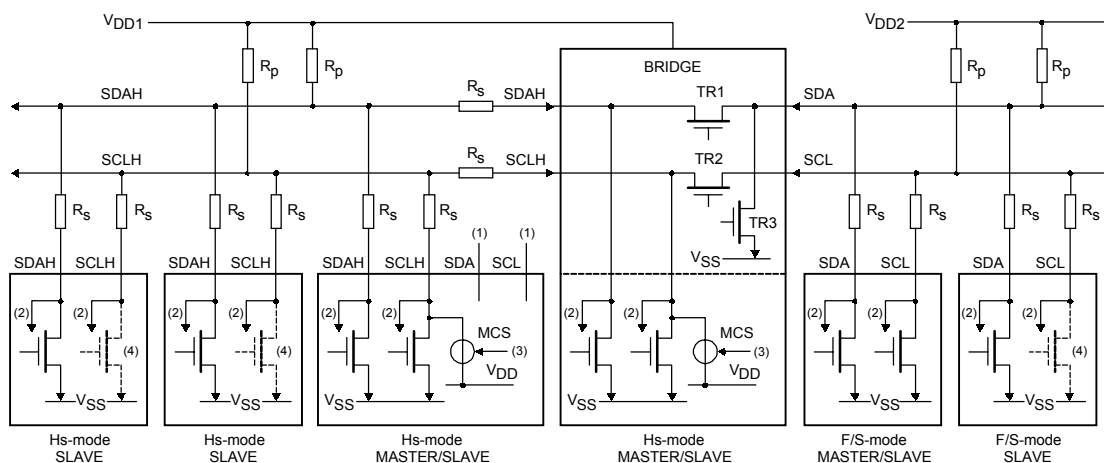 VDD1
VDD2
Rp
Rp
BRIDGE
Rp
Rp
SDAH
Rs
SDAH
TR1
SDA
SCLH
Rs
SCLH
TR2
SCL
Rs
Rs
Rs
Rs
Rs
Rs
TR3
Rs
Rs
Rs
Rs
(1)
(1)
VSS
SDAH
SCLH
SDAH
SCLH
SDAH
SCLH
SDA
SCL
SDA
SCL
SDA
SCL
(2)
(2)
(2)
(2)
(2)
(2)
(2)
(2)
(2)
(2)
(2)
(2)
(4)
(4)
MCS
(3)
MCS
(3)
(4)
VDD
VDD
VSS
VSS
VSS
VSS
VSS
VSS
Hs-mode
SLAVE
Hs-mode
SLAVE
Hs-mode
MASTER/SLAVE
Hs-mode
MASTER/SLAVE
F/S-mode
MASTER/SLAVE
F/S-mode
SLAVE